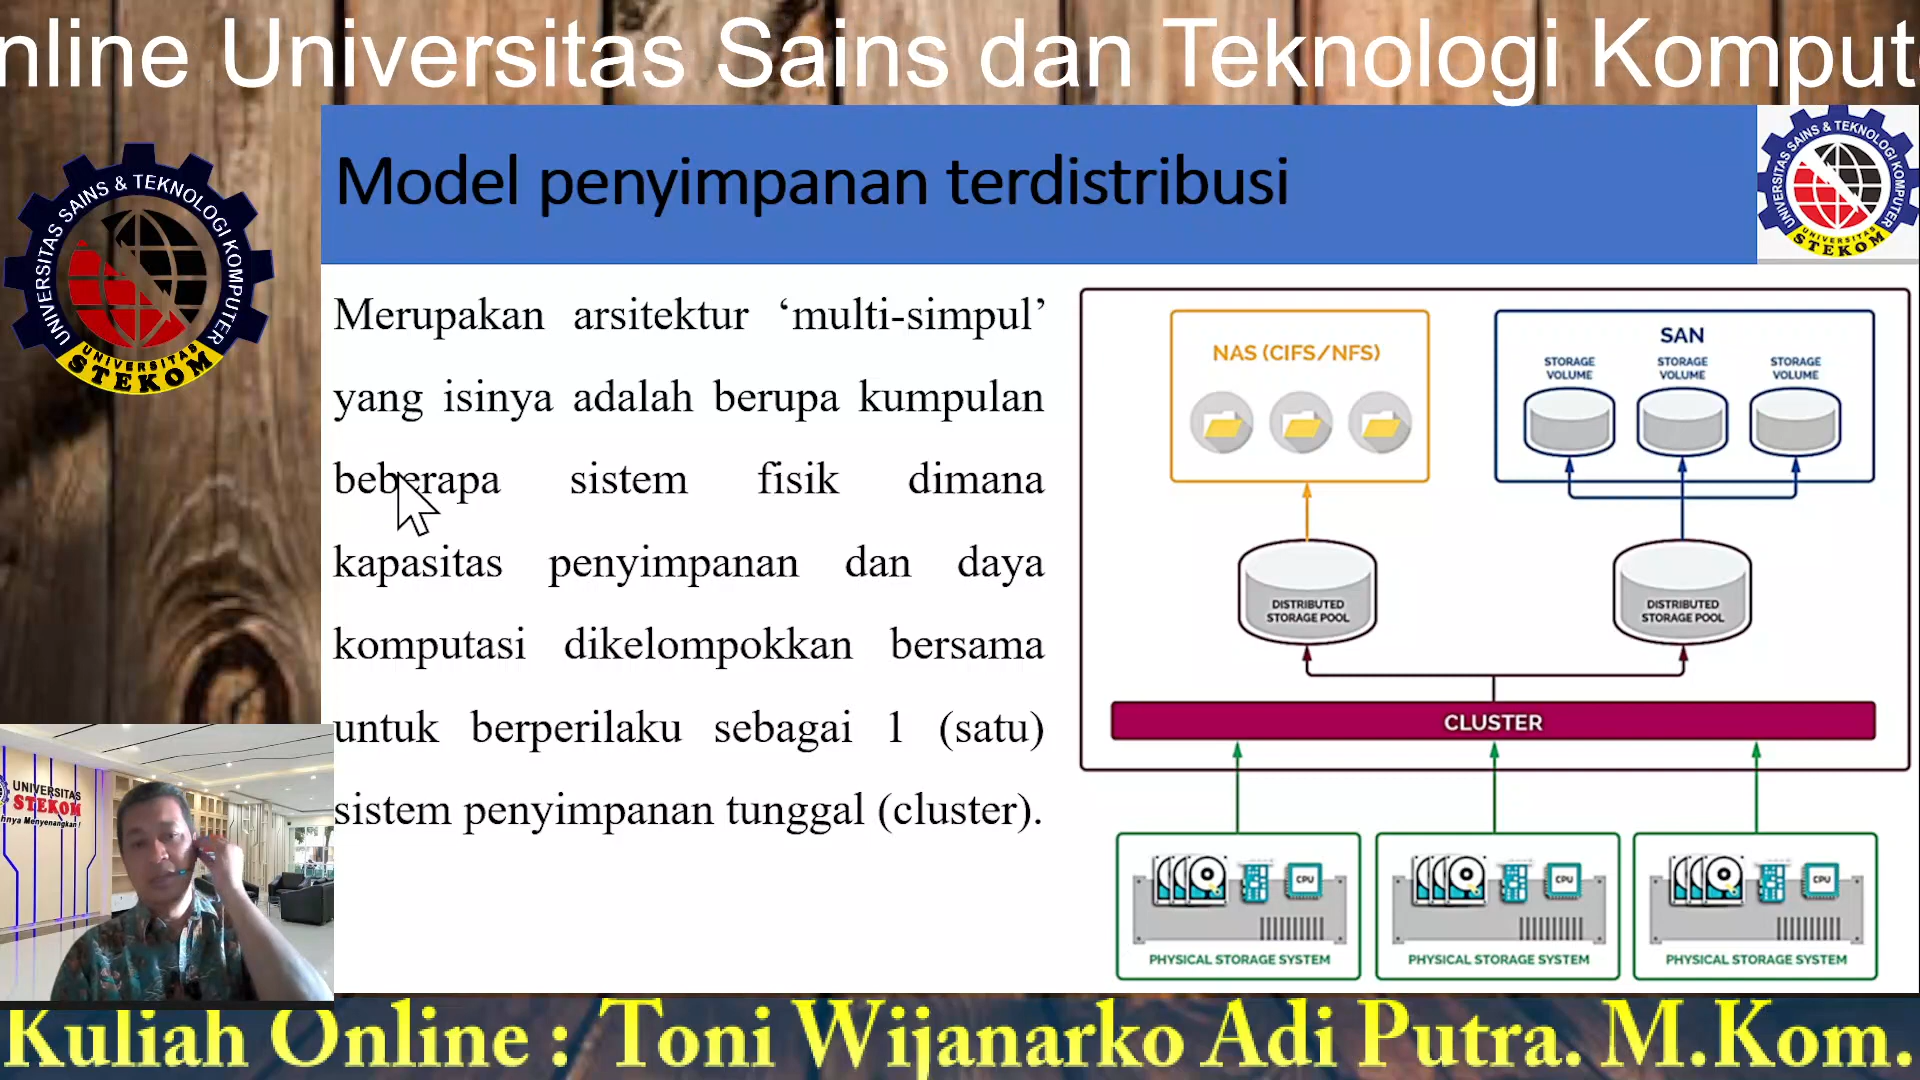 nline Universitas Sains dan Teknologi Komput
Model penyimpanan terdistribusi
UNIVERSITAS SAINS & TEKNOLOGI KOMPUTER
UNIVERSITAS
STEKOM
UNIVERSITAS SAINS & TEKNOLOGI KOMPUTER
UNIVERSITAS
STEKOM
Merupakan arsitektur ‘multi-simpul’
yang isinya adalah berupa kumpulan
beberapa sistem fisik dimana
kapasitas penyimpanan dan daya
komputasi dikelompokkan bersama
untuk berperilaku sebagai 1 (satu)
sistem penyimpanan tunggal (cluster).
NAS (CIFS/NFS)
SAN
STORAGE VOLUME
STORAGE VOLUME
STORAGE VOLUME
DISTRIBUTED
STORAGE POOL
DISTRIBUTED
STORAGE POOL
CLUSTER
CPU
CPU
CPU
PHYSICAL STORAGE SYSTEM
PHYSICAL STORAGE SYSTEM
PHYSICAL STORAGE SYSTEM
UNIVERSITAS
STEKOM
hnya Menyenangkan!
Kuliah Online : Toni Wijanarko Adi Putra. M.Kom.